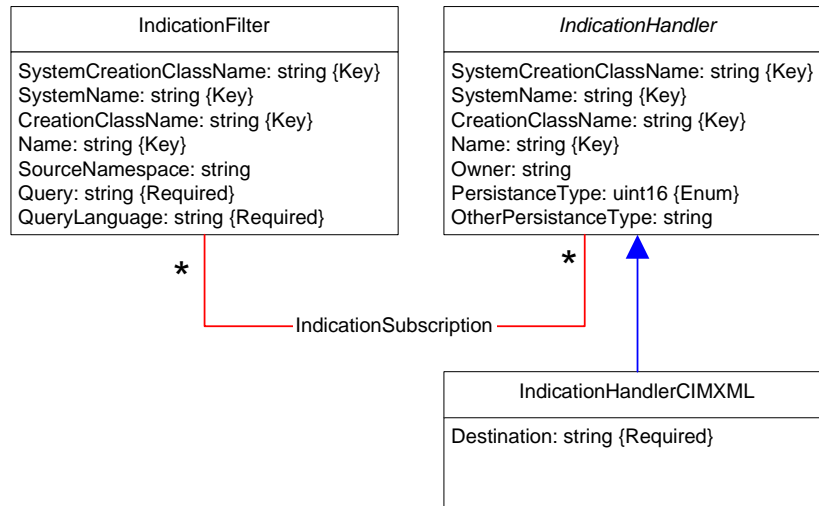 IndicationFilter
SystemCreationClassName: string {Key}
SystemName: string {Key}
CreationClassName: string {Key}
Name: string {Key}
SourceNamespace: string
Query: string {Required}
QueryLanguage: string {Required}
IndicationHandler
SystemCreationClassName: string {Key}
SystemName: string {Key}
CreationClassName: string {Key}
Name: string {Key}
Owner: string
PersistanceType: uint16 {Enum}
OtherPersistanceType: string
*
*
IndicationSubscription
IndicationHandlerCIMXML
Destination: string {Required}